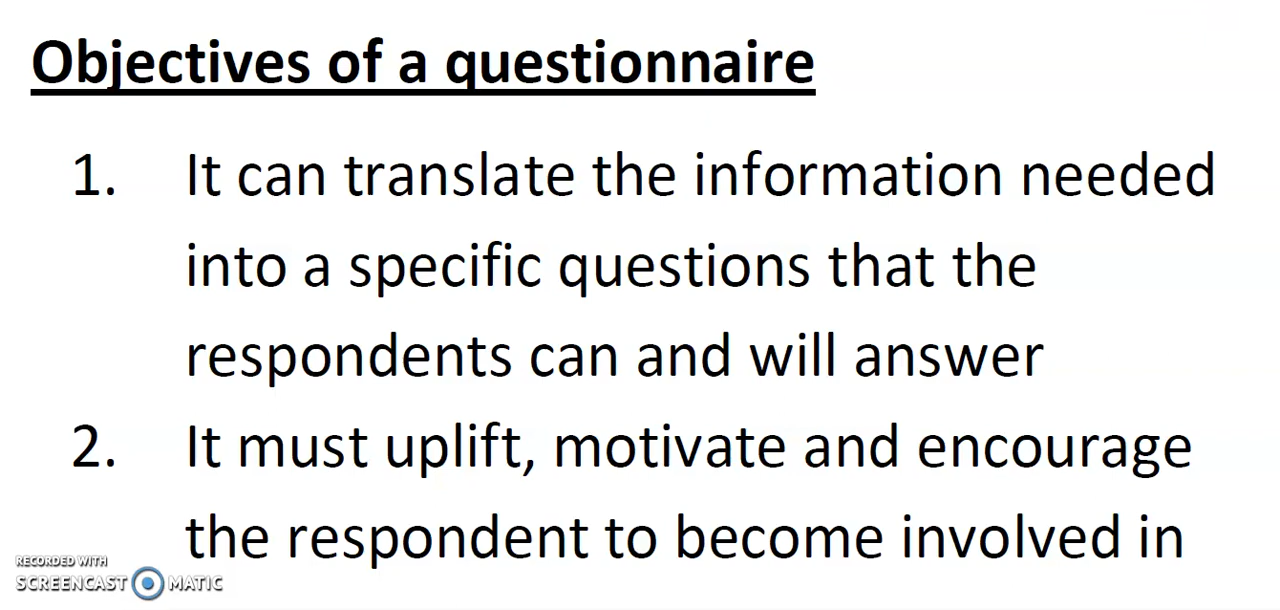 Objectives of a questionnaire
1. It can translate the information needed
into a specific questions that the
respondents can and will answer
2. It must uplift, motivate and encourage
the respondent to become involved in
RECORDED WITH
SCREENCAST MATIC